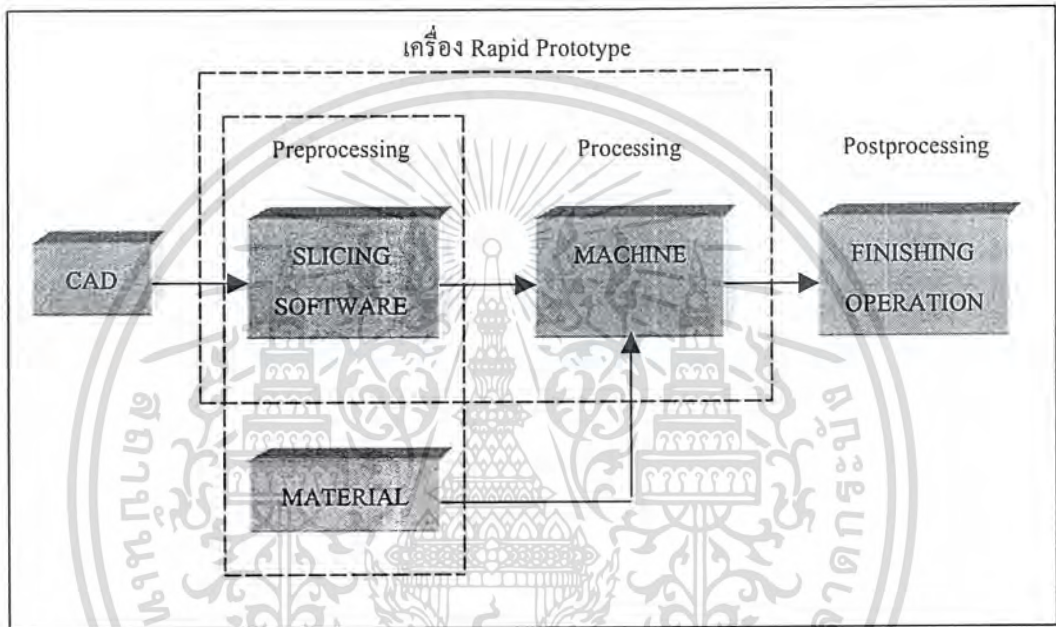 เครื่อง Rapid Prototype
Preprocessing
Processing
Postprocessing
CAD
SLICING
SOFTWARE
MACHINE
FINISHING
OPERATION
MATERIAL